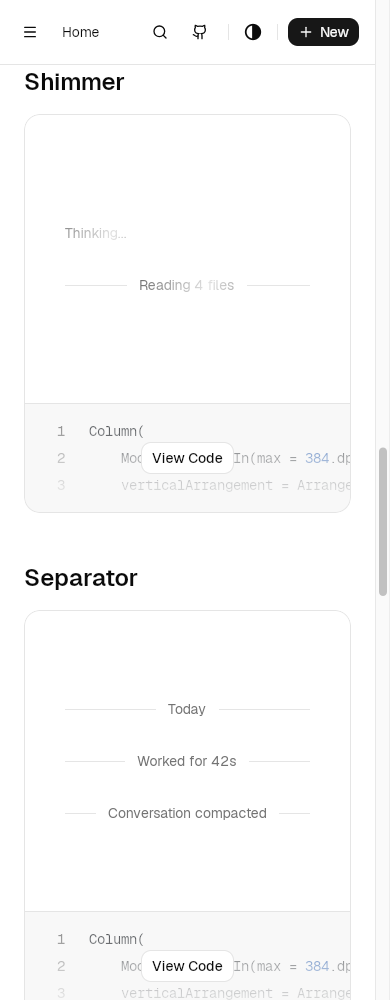 Home
New
Shimmer
Thinking...
Reading 4 files
1 Column(
2 Mod
View Code
In(max = 384.dp
3 verticalArrangement = Arrange
Separator
Today
Worked for 42s
Conversation compacted
1 Column(
2 Mod
View Code
In(max = 384.dp
3 verticalArrangement = Arrange